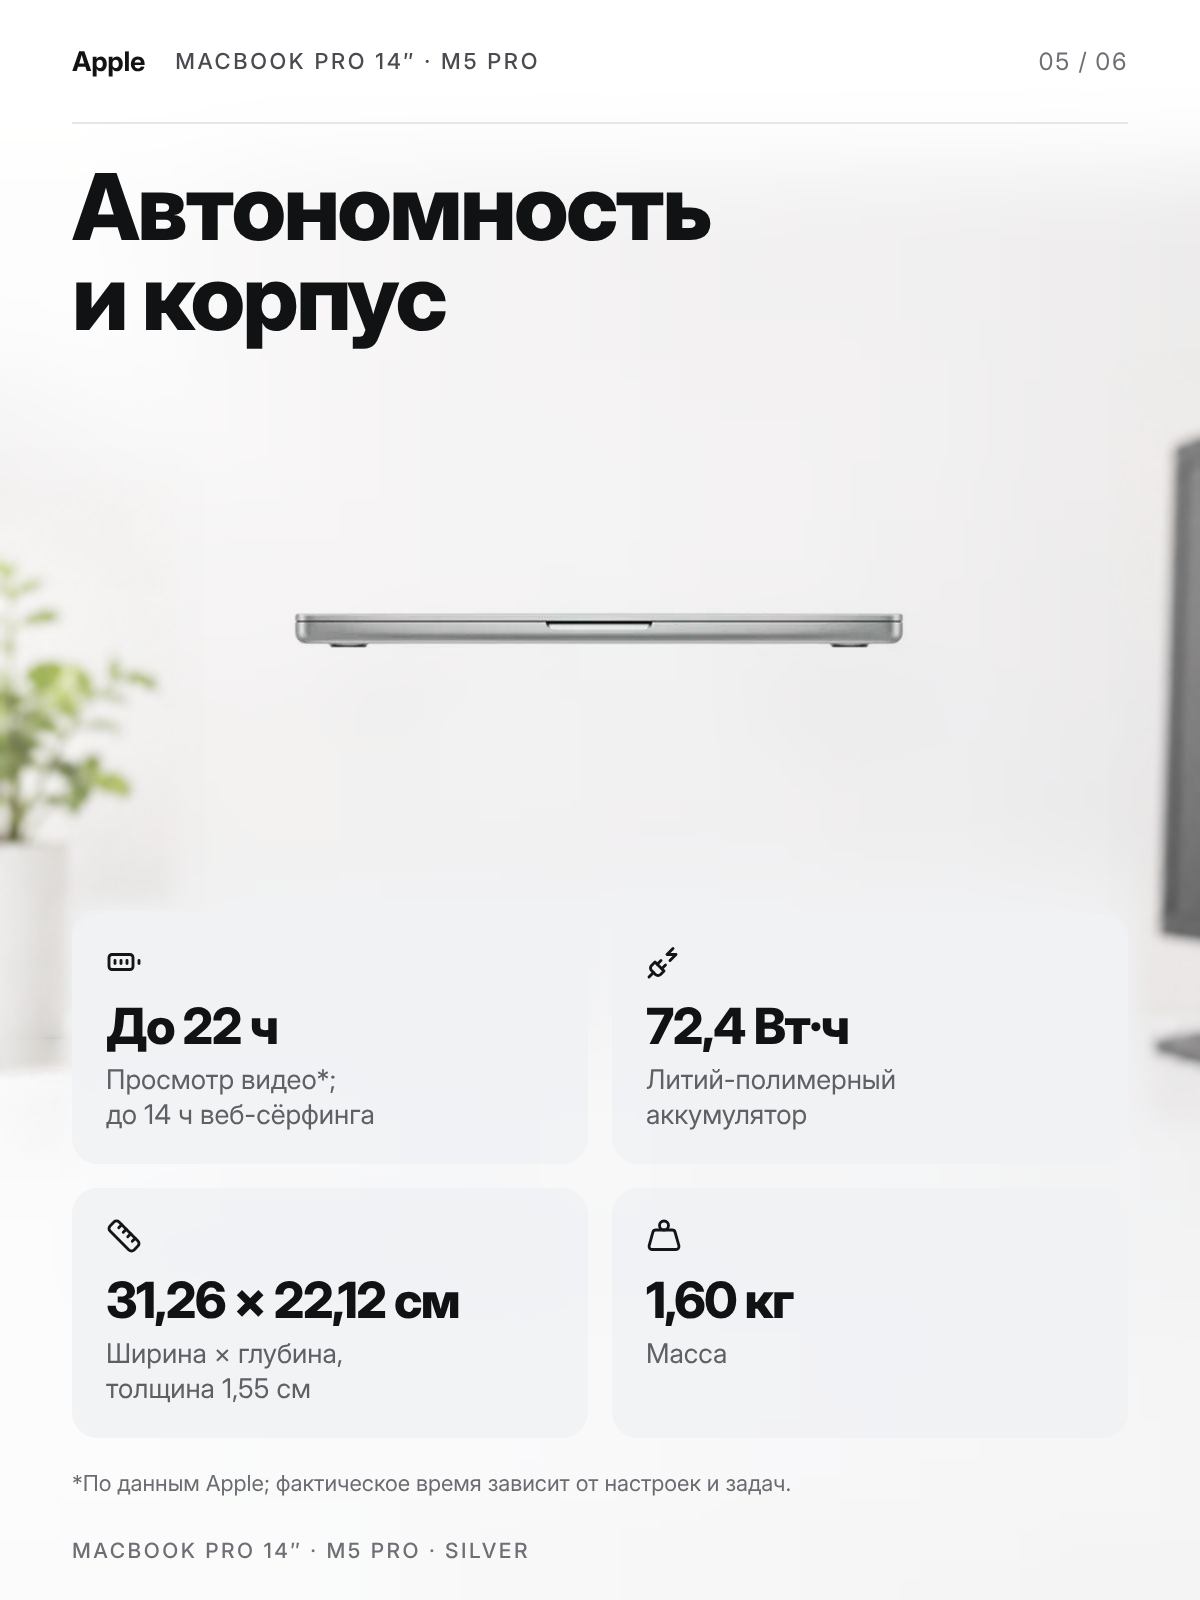 Apple MACBOOK PRO 14″ · M5 PRO 05 / 06
Автономность
и корпус
До 22 ч
Просмотр видео*;
до 14 ч веб-сёрфинга
72,4 Вт·ч
Литий-полимерный
аккумулятор
31,26 × 22,12 см
Ширина × глубина,
толщина 1,55 см
1,60 кг
Масса
*По данным Apple; фактическое время зависит от настроек и задач.
MACBOOK PRO 14″ · M5 PRO · SILVER